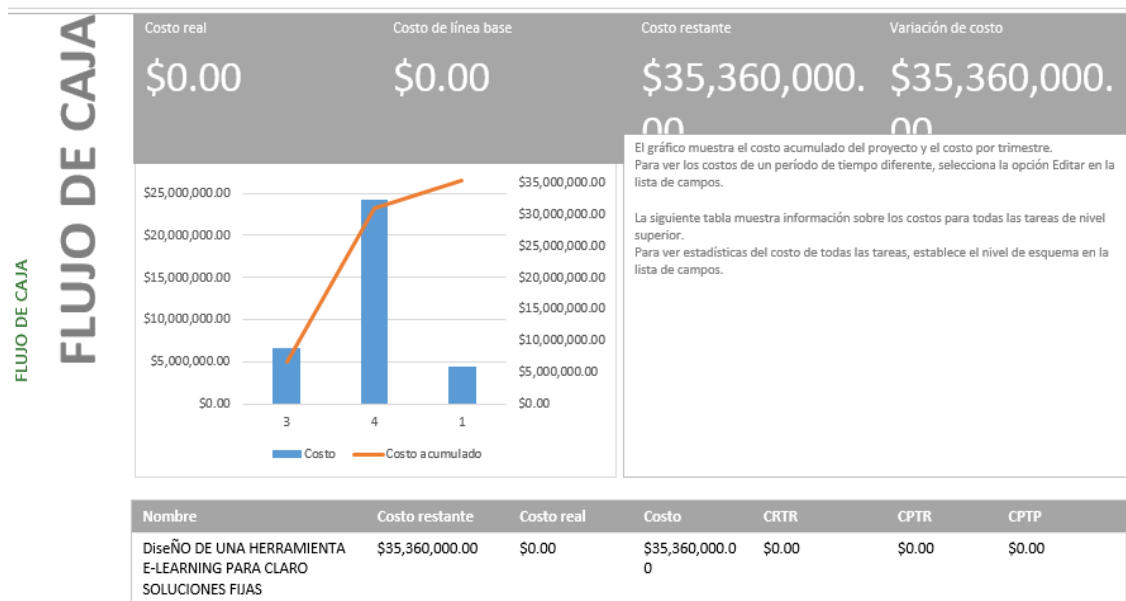 FLUJO DE CAJA
FLUJO DE CAJA
Costo real
Costo de línea base
Costo restante
Variación de costo
$0.00
$0.00
$35,360,000.
00
$35,360,000.
00
El gráfico muestra el costo acumulado del proyecto y el costo por trimestre.
Para ver los costos de un período de tiempo diferente, selecciona la opción Editar en la
lista de campos.
La siguiente tabla muestra información sobre los costos para todas las tareas de nivel
superior.
Para ver estadísticas del costo de todas las tareas, establece el nivel de esquema en la
lista de campos.
$25,000,000.00
$20,000,000.00
$15,000,000.00
$10,000,000.00
$5,000,000.00
$0.00
$35,000,000.00
$30,000,000.00
$25,000,000.00
$20,000,000.00
$15,000,000.00
$10,000,000.00
$5,000,000.00
$0.00
3 4 1
Costo Costo acumulado
Nombre Costo restante Costo real Costo CRTR CPTR CPTP
DiseÑO DE UNA HERRAMIENTA $35,360,000.00 $0.00 $35,360,000.0 $0.00 $0.00 $0.00
E-LEARNING PARA CLARO 0
SOLUCIONES FIJAS